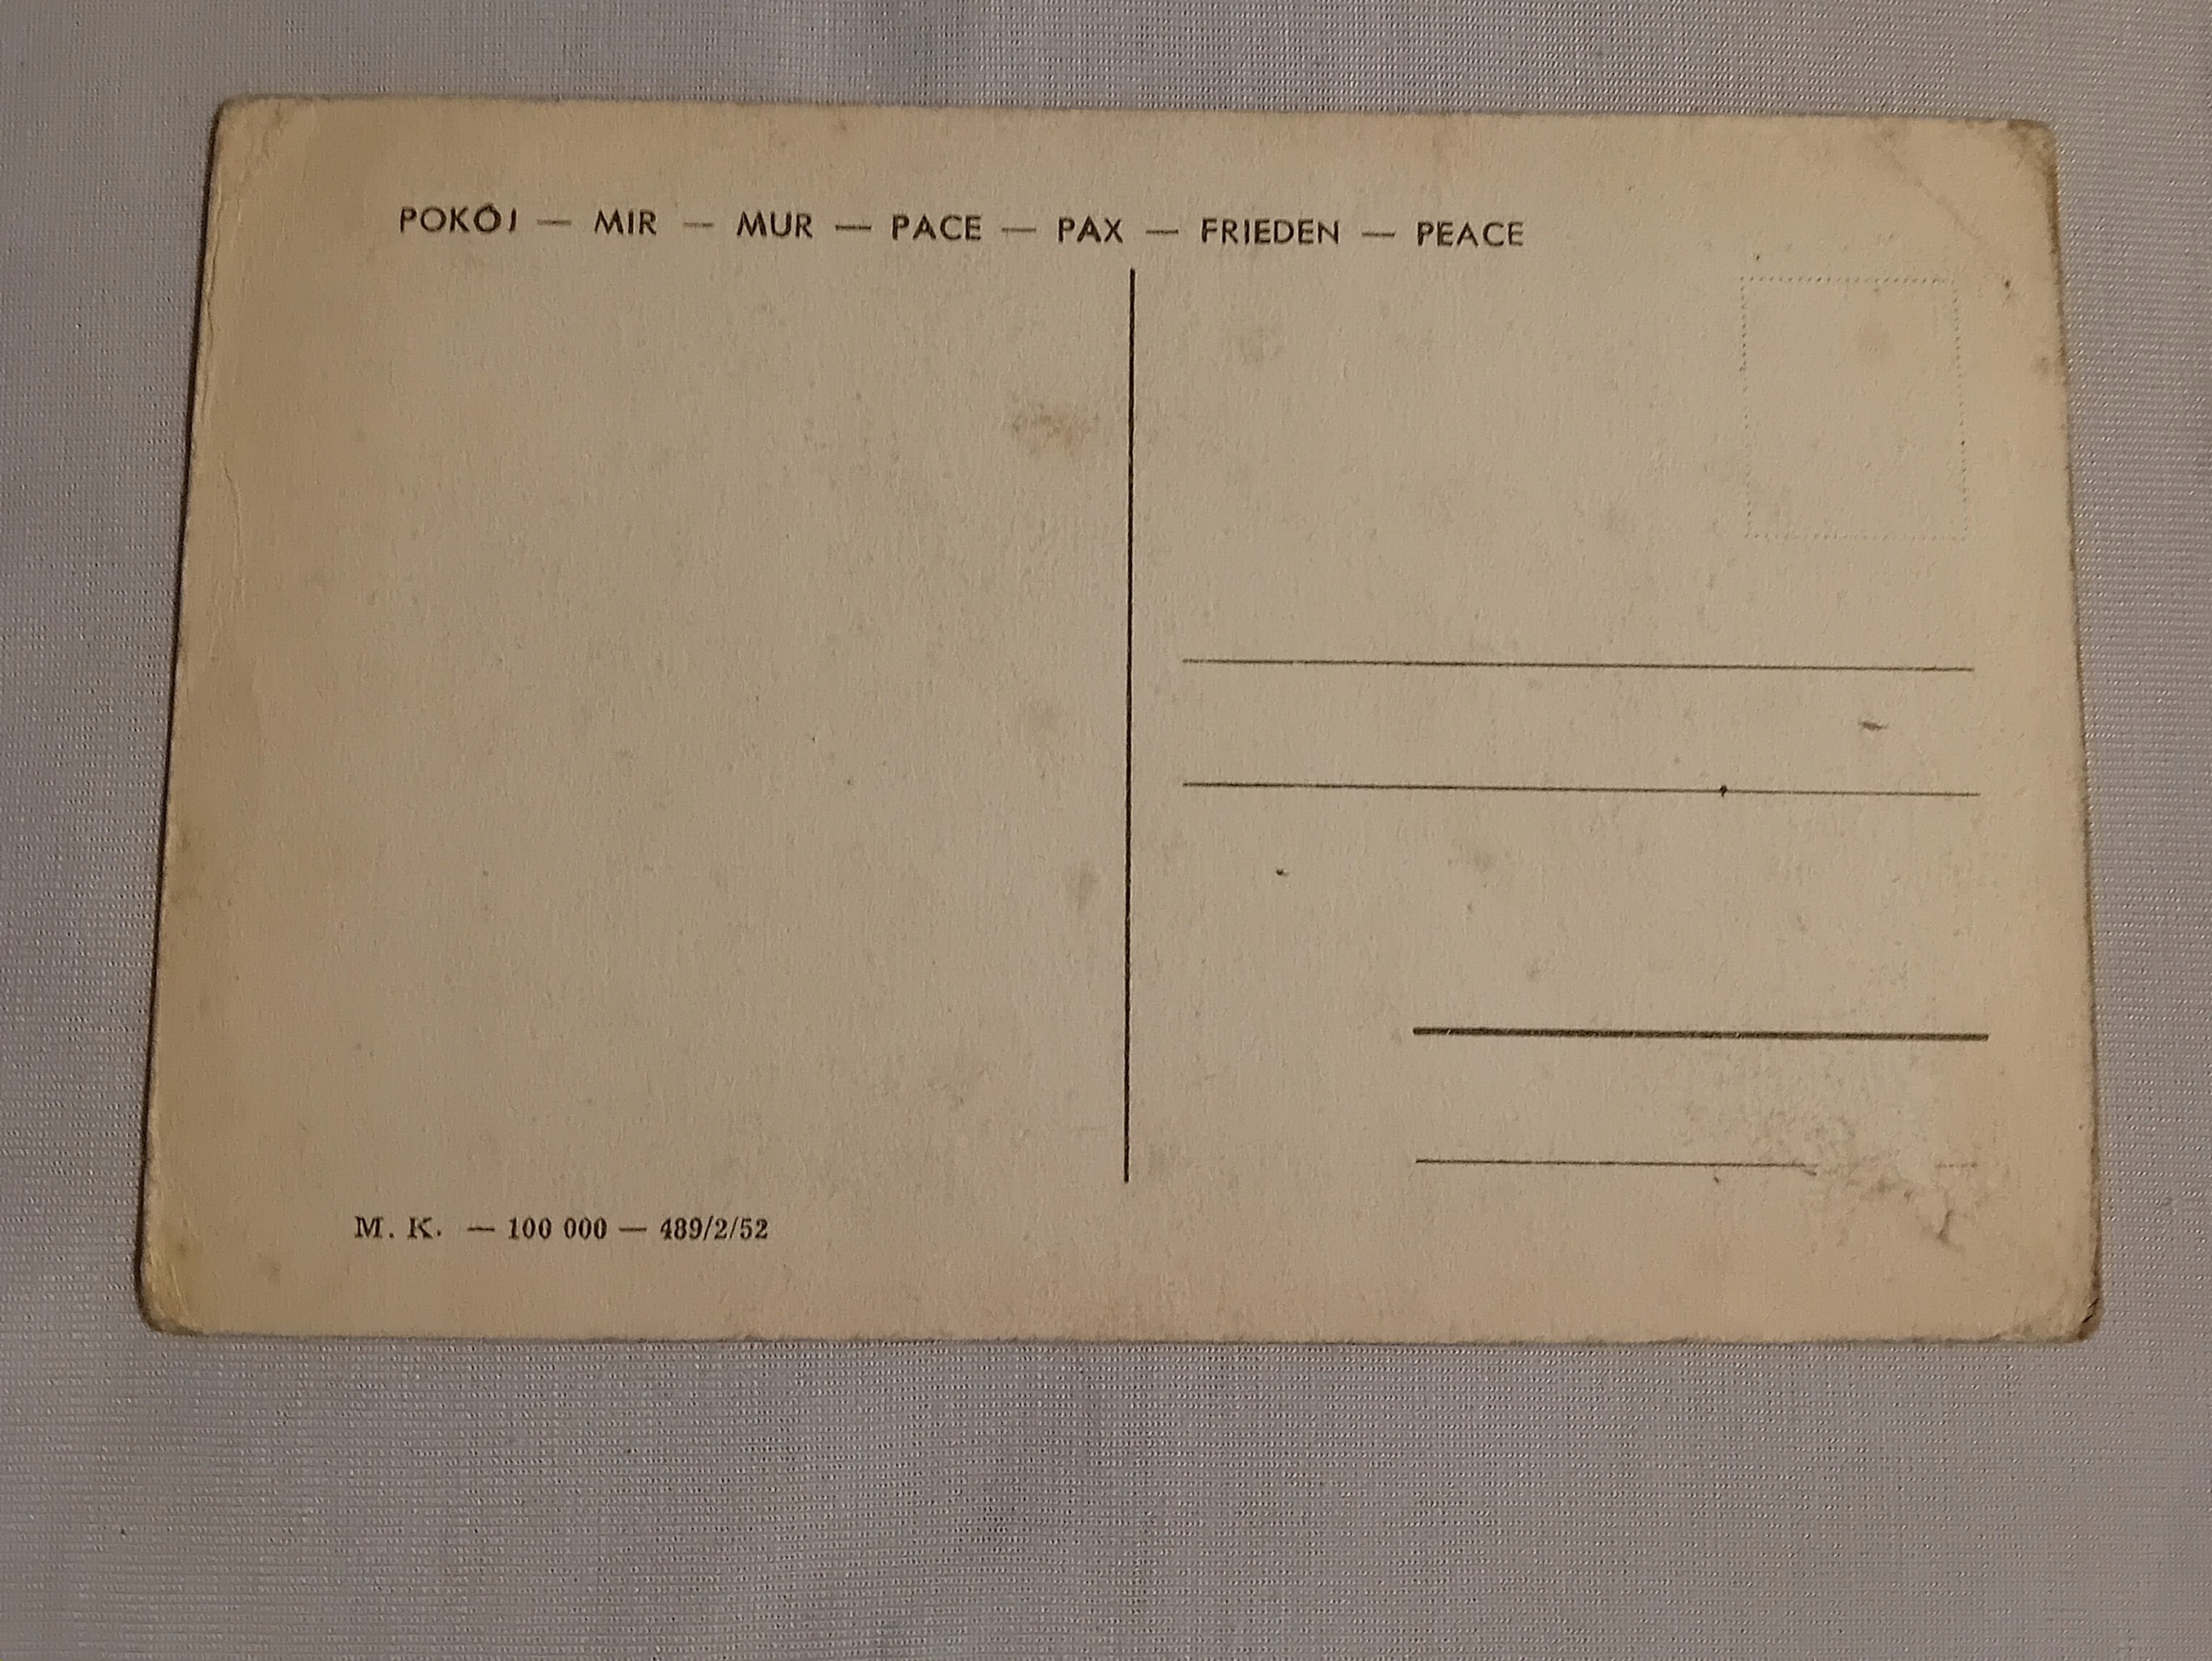 POKÓJ — MIR — MUR — PACE — PAX — FRIEDEN — PEACE
M. K. — 100 000 — 489/2/52